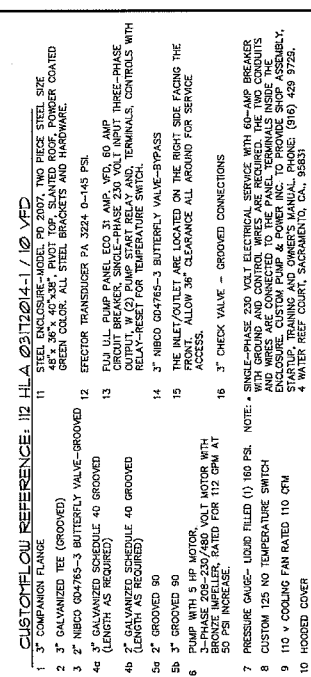 CUSTOMFLOW REFERENCE: 112 HLA 031T2014-1 / 10 VFD
1 3" COMPANION FLANGE
2 3" GALVANIZED TEE (GROOVED)
3 2" NIBCO GD4765-3 BUTTERFLY VALVE-GROOVED
4a 3" GALVANIZED SCHEDULE 40 GROOVED
(LENGTH AS REQUIRED)
4b 2" GALVANIZED SCHEDULE 40 GROOVED
(LENGTH AS REQUIRED)
5a 2" GROOVED 90
5b 3" GROOVED 90
6 PUMP WITH 5 HP MOTOR,
3-PHASE 208-230/480 VOLT MOTOR WITH
BRONZE IMPELLER, RATED FOR 112 GPM AT
50 PSI INCREASE.
7 PRESSURE GAUGE- LIQUID FILLED (1) 160 PSI.
8 CUSTOM 125 NO TEMPERATURE SWITCH
9 110 v COOLING FAN RATED 110 CFM
10 HOODED COVER
11 STEEL ENCLOSURE-MODEL PO 2007, TWO PIECE STEEL SIZE
48"x 36"x 40"x38", PIVOT TOP, SLANTED ROOF, POWDER COATED
GREEN COLOR. ALL STEEL BRACKETS AND HARDWARE.
12 EFECTOR TRANSDUCER PA 3224 0-145 PSI.
13 FUJI U.L. PUMP PANEL ECO 31 AMP. VFD, 60 AMP
CIRCUIT BREAKER, SINGLE-PHASE 230 VOLT INPUT THREE-PHASE
OUTPUT, W (2) PUMP START RELAY AND, TERMINALS, CONTROLS WITH
RELAY-RESET FOR TEMPERATURE SWITCH.
14 3" NIBCO GD4765-3 BUTTERFLY VALVE-BYPASS
15 THE INLET/OUTLET ARE LOCATED ON THE RIGHT SIDE FACING THE
FRONT. ALLOW 36" CLEARANCE ALL AROUND FOR SERVICE
ACCESS.
16 3" CHECK VALVE - GROOVED CONNECTIONS
NOTE: • SINGLE-PHASE 230 VOLT ELECTRICAL SERVICE WITH 60-AMP BREAKER
WITH GROUND AND CONTROL WIRES ARE REQUIRED. THE TWO CONDUITS
AND WIRES ARE CONNECTED TO THE PANEL TERMINALS INSIDE THE
ENCLOSURE. CUSTOM PUMP & POWER INC. TO PROVIDE SHOP ASSEMBLY,
STARTUP, TRAINING AND OWNER'S MANUAL. PHONE: (916) 429 9729.
4 WATER REEF COURT, SACRAMENTO, CA., 95831